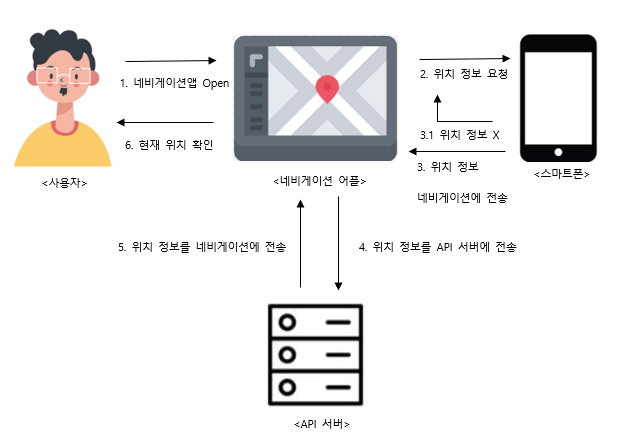 1. 네비게이션앱 Open
2. 위치 정보 요청
3.1 위치 정보 X
6. 현재 위치 확인
3. 위치 정보
네비게이션에 전송
<사용자>
<네비게이션 어플>
<스마트폰>
5. 위치 정보를 네비게이션에 전송
4. 위치 정보를 API 서버에 전송
<API 서버>